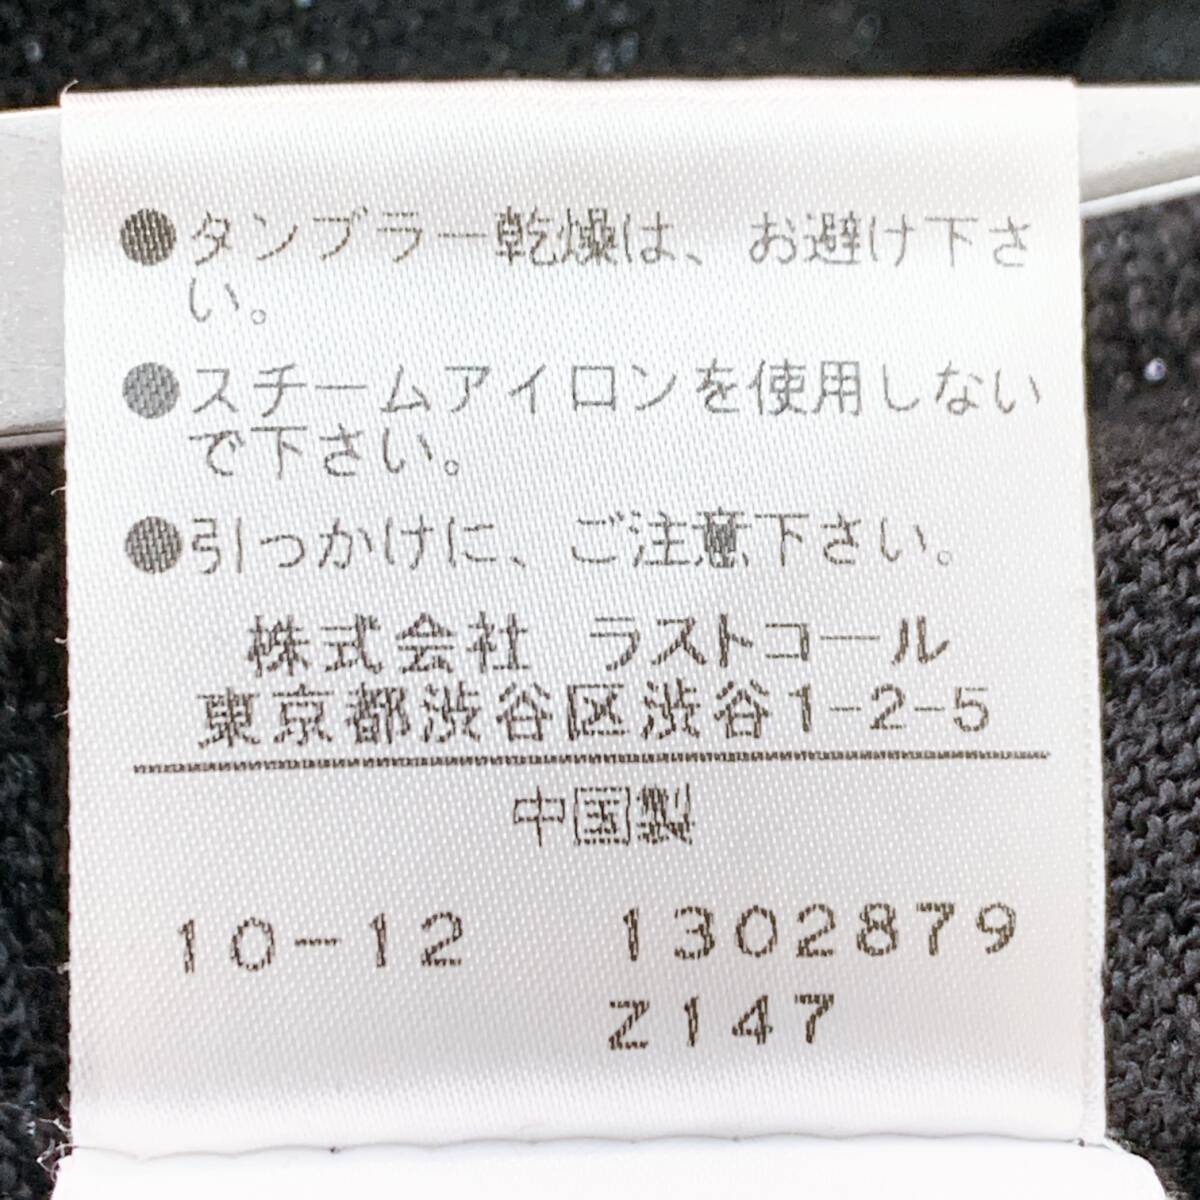 ●タンブラー乾燥は、お避け下さ
い。
●スチームアイロンを使用しない
で下さい。
●引っかけに、ご注意下さい。
株式会社 ラストコール
東京都渋谷区渋谷1-2-5
中国製
10-12 1302879
Z147